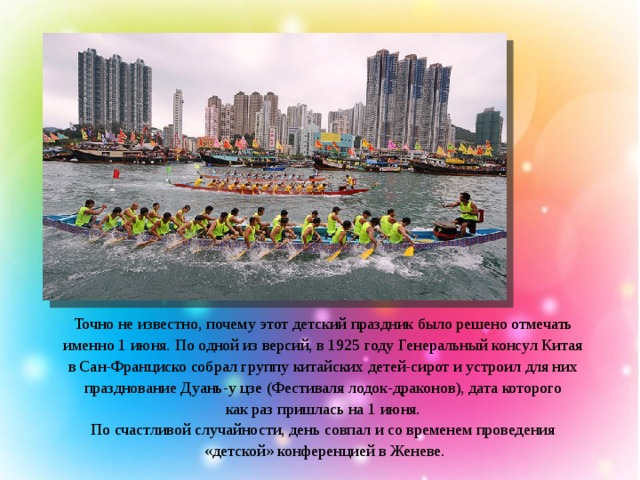 Точно не известно, почему этот детский праздник было решено отмечать
именно 1 июня. По одной из версий, в 1925 году Генеральный консул Китая
в Сан-Франциско собрал группу китайских детей-сирот и устроил для них
празднование Дуань-у цзе (Фестиваля лодок-драконов), дата которого
как раз пришлась на 1 июня.
По счастливой случайности, день совпал и со временем проведения
«детской» конференцией в Женеве.